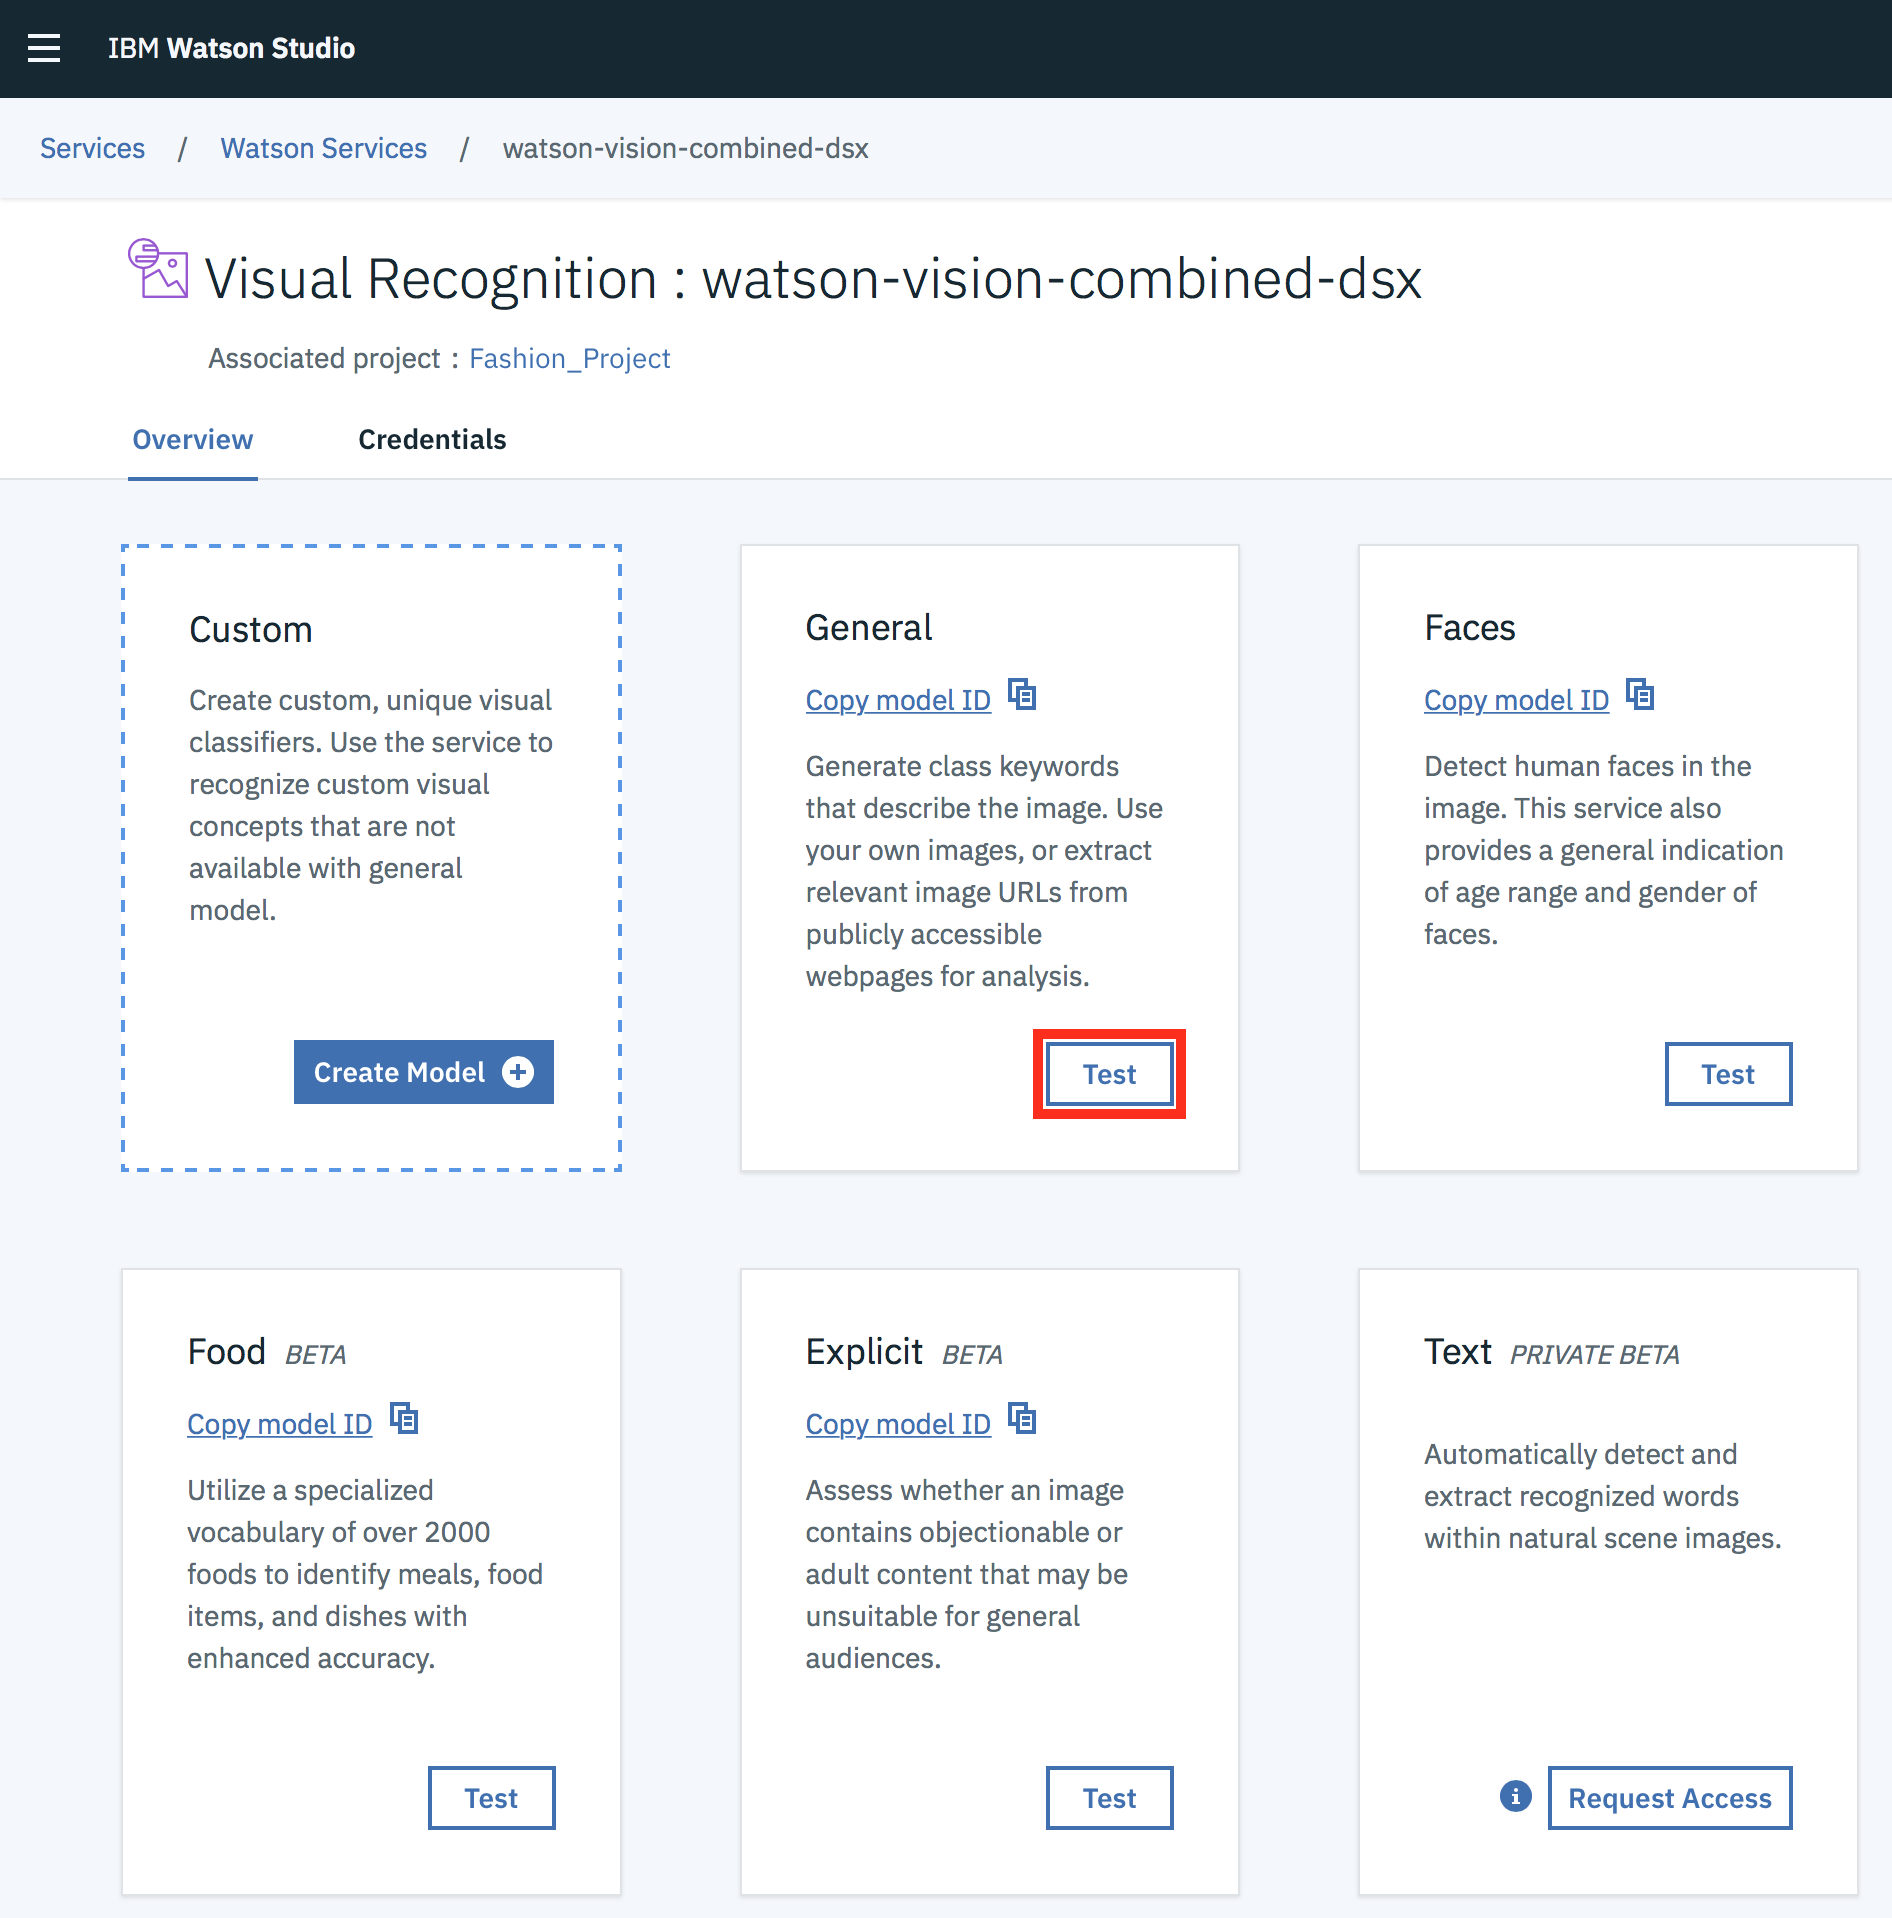 IBM Watson Studio
Services / Watson Services / watson-vision-combined-dsx
Visual Recognition : watson-vision-combined-dsx
Associated project : Fashion_Project
Overview Credentials
Custom
Create custom, unique visual
classifiers. Use the service to
recognize custom visual
concepts that are not
available with general
model.
Create Model
General
Copy model ID
Generate class keywords
that describe the image. Use
your own images, or extract
relevant image URLs from
publicly accessible
webpages for analysis.
Test
Faces
Copy model ID
Detect human faces in the
image. This service also
provides a general indication
of age range and gender of
faces.
Test
Food BETA
Copy model ID
Utilize a specialized
vocabulary of over 2000
foods to identify meals, food
items, and dishes with
enhanced accuracy.
Test
Explicit BETA
Copy model ID
Assess whether an image
contains objectionable or
adult content that may be
unsuitable for general
audiences.
Test
Text PRIVATE BETA
Automatically detect and
extract recognized words
within natural scene images.
Request Access